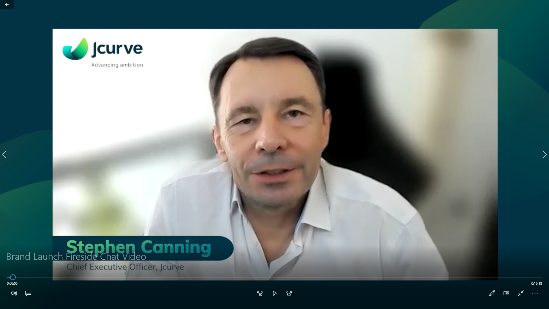 Jcurve
Advancing ambition
Stephen Canning
Brand Launch Fireside Chat Video
Chief Executive Officer, Jcurve